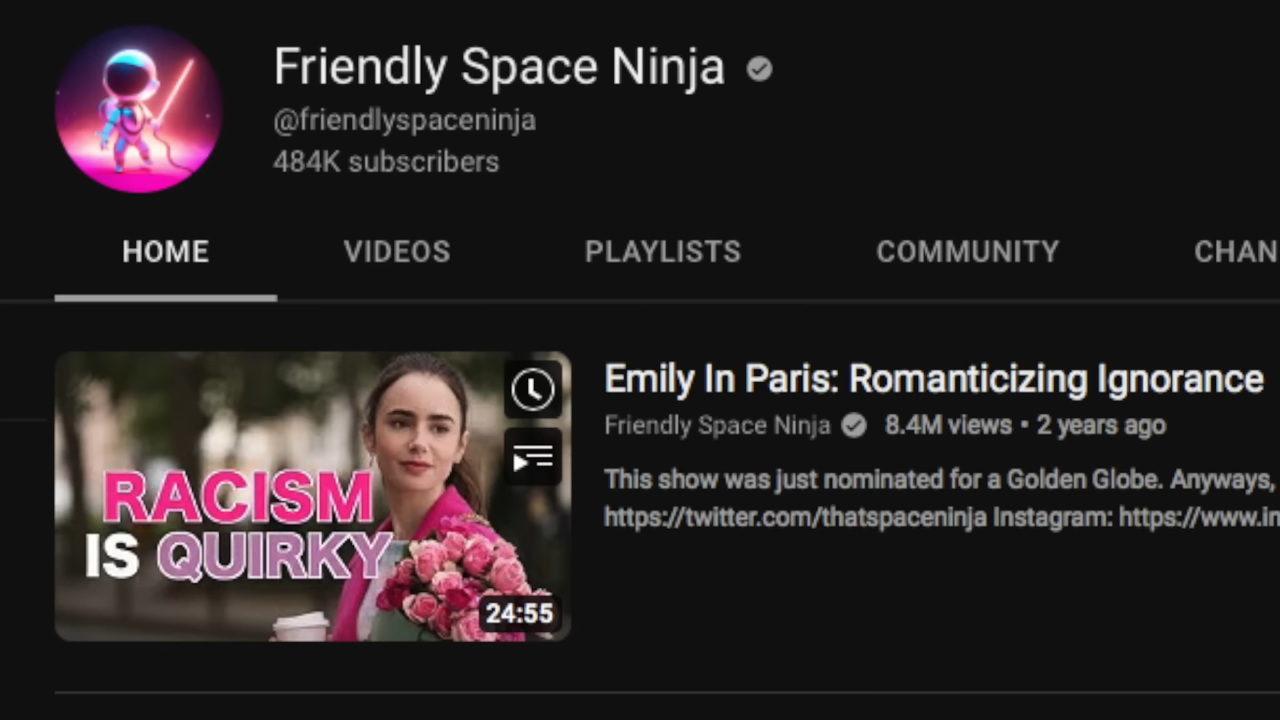 Friendly Space Ninja
@friendlyspaceninja
484K subscribers
HOME VIDEOS PLAYLISTS COMMUNITY CHAN
RACISM
IS QUIRKY
24:55
Emily In Paris: Romanticizing Ignorance
Friendly Space Ninja 8.4M views • 2 years ago
This show was just nominated for a Golden Globe. Anyways,
https://twitter.com/thatspaceninja Instagram: https://www.in